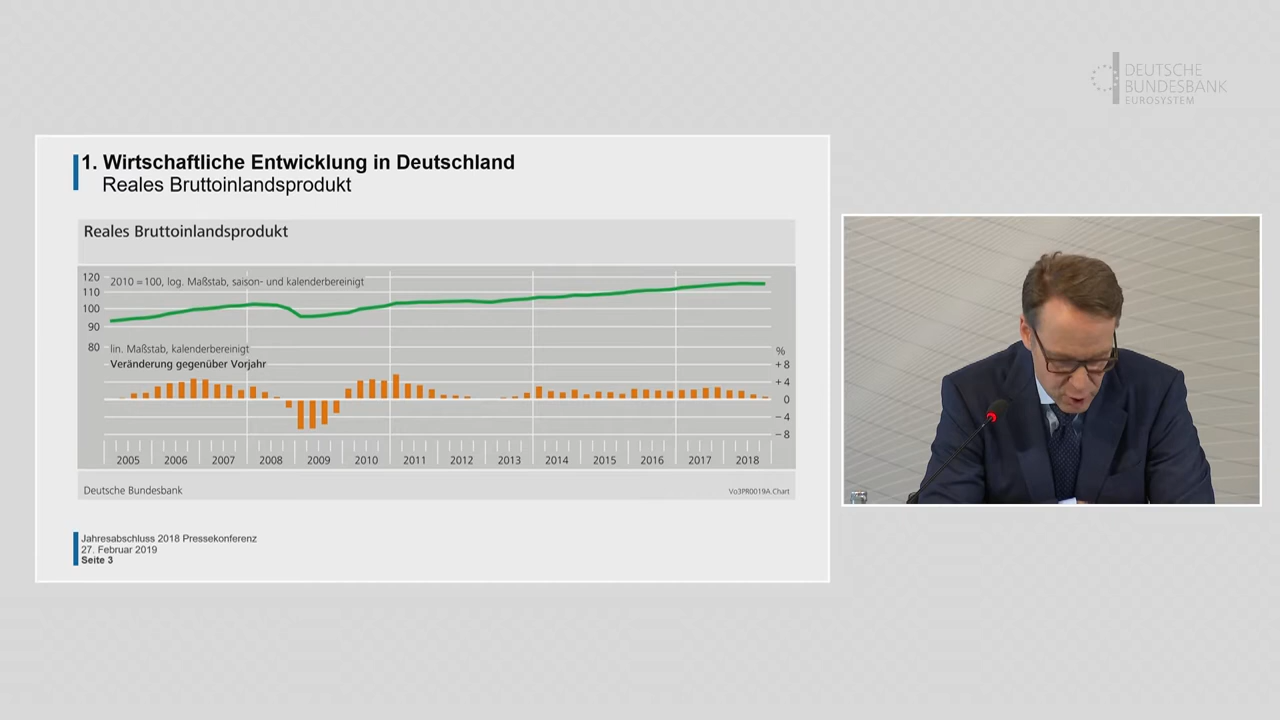 DEUTSCHE
BUNDESBANK
EUROSYSTEM
1. Wirtschaftliche Entwicklung in Deutschland
Reales Bruttoinlandsprodukt
Reales Bruttoinlandsprodukt
120
2010 = 100, log. Maßstab, saison- und kalenderbereinigt
110
100
90
80
lin. Maßstab, kalenderbereinigt
%
Veränderung gegenüber Vorjahr
+ 8
+ 4
0
− 4
− 8
2005 2006 2007 2008 2009 2010 2011 2012 2013 2014 2015 2016 2017 2018
Deutsche Bundesbank
Vo3PR0019A.Chart
Jahresabschluss 2018 Pressekonferenz
27. Februar 2019
Seite 3